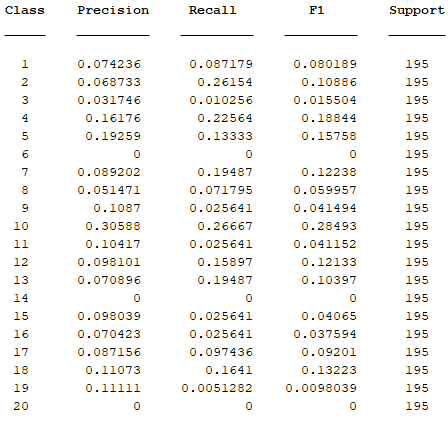 Class Precision Recall F1 Support
1 0.074236 0.087179 0.080189 195
2 0.068733 0.26154 0.10886 195
3 0.031746 0.010256 0.015504 195
4 0.16176 0.22564 0.18844 195
5 0.19259 0.13333 0.15758 195
6 0 0 0 195
7 0.089202 0.19487 0.12238 195
8 0.051471 0.071795 0.059957 195
9 0.1087 0.025641 0.041494 195
10 0.30588 0.26667 0.28493 195
11 0.10417 0.025641 0.041152 195
12 0.098101 0.15897 0.12133 195
13 0.070896 0.19487 0.10397 195
14 0 0 0 195
15 0.098039 0.025641 0.04065 195
16 0.070423 0.025641 0.037594 195
17 0.087156 0.097436 0.09201 195
18 0.11073 0.1641 0.13223 195
19 0.11111 0.0051282 0.0098039 195
20 0 0 0 195